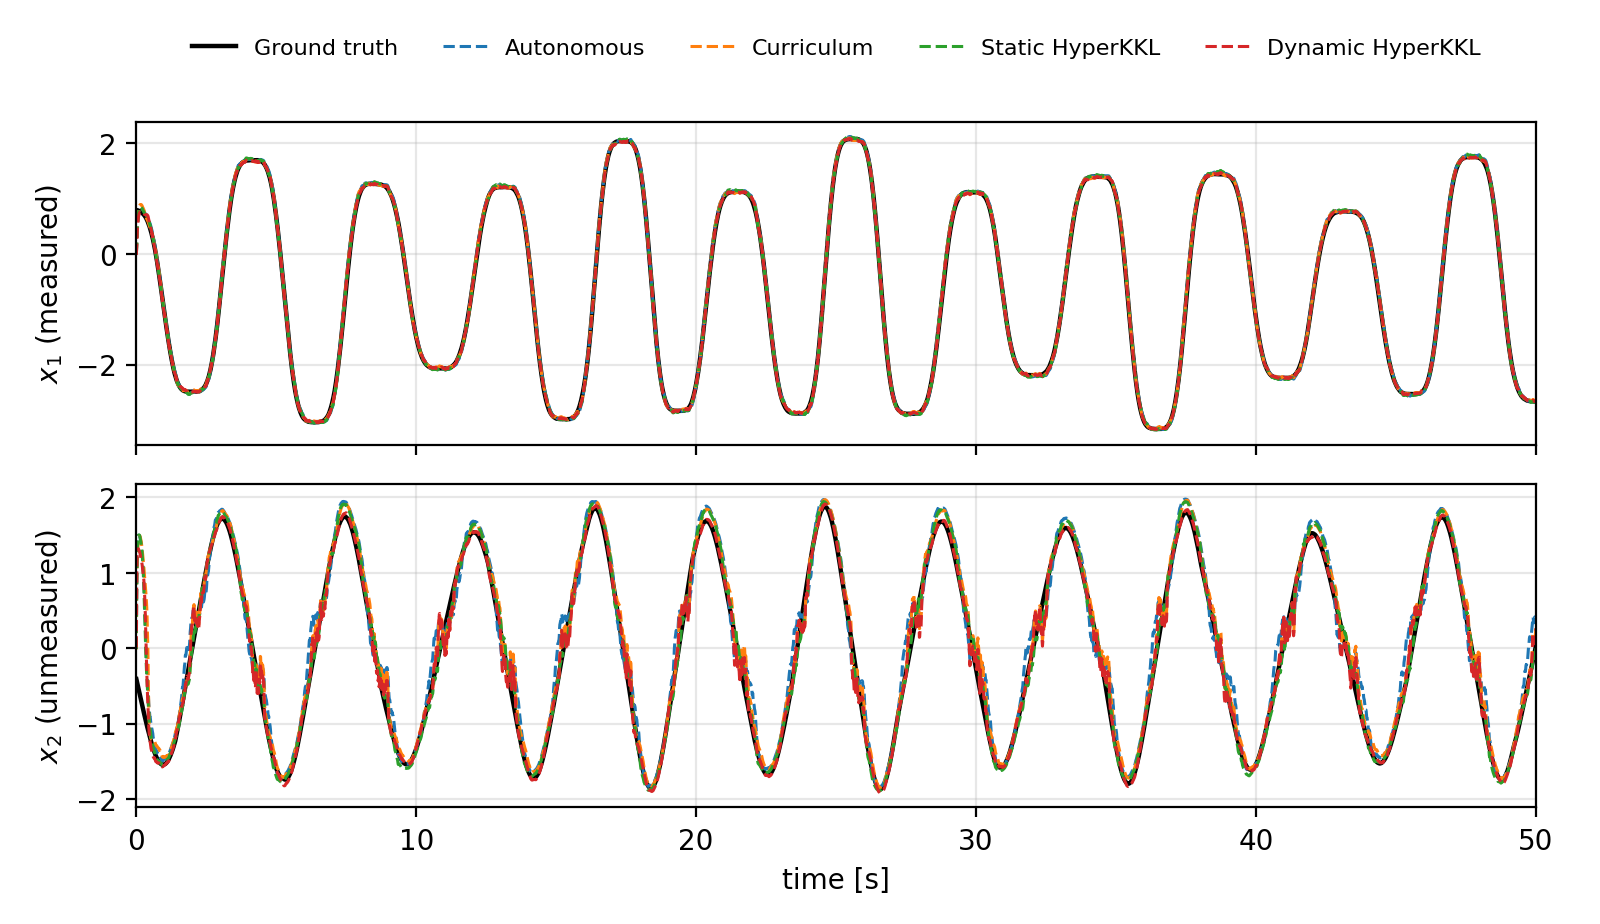 Ground truth Autonomous Curriculum Static HyperKKL Dynamic HyperKKL
x₁ (measured)
2
0
−2
x₂ (unmeasured)
2
1
0
−1
−2
0 10 20 30 40 50
time [s]